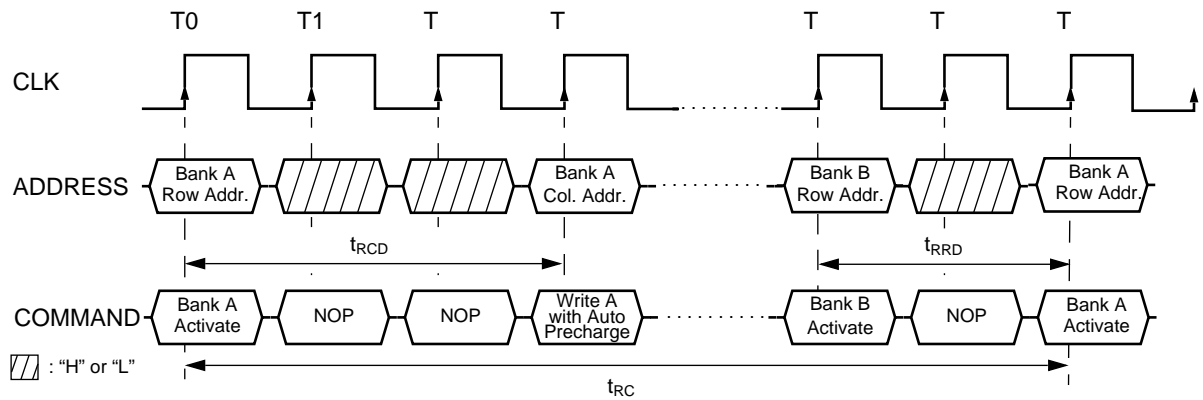 T0 T1 T T T T T
CLK
Bank A Bank A Bank B Bank A
ADDRESS Row Addr. Col. Addr. Row Addr. Row Addr.
tRCD tRRD
Bank A Activate NOP NOP Write A with Auto Precharge Bank B Activate NOP Bank A Activate
COMMAND
: “H” or “L”
tRC